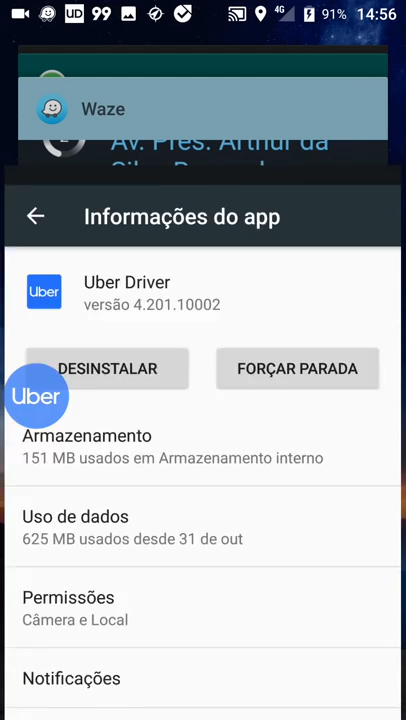 UD 99 4G 91% 14:56
Waze
Av. Pres. Arthur da
Informações do app
Uber
Uber Driver
versão 4.201.10002
DESINSTALAR
FORÇAR PARADA
Uber
Armazenamento
151 MB usados em Armazenamento interno
Uso de dados
625 MB usados desde 31 de out
Permissões
Câmera e Local
Notificações